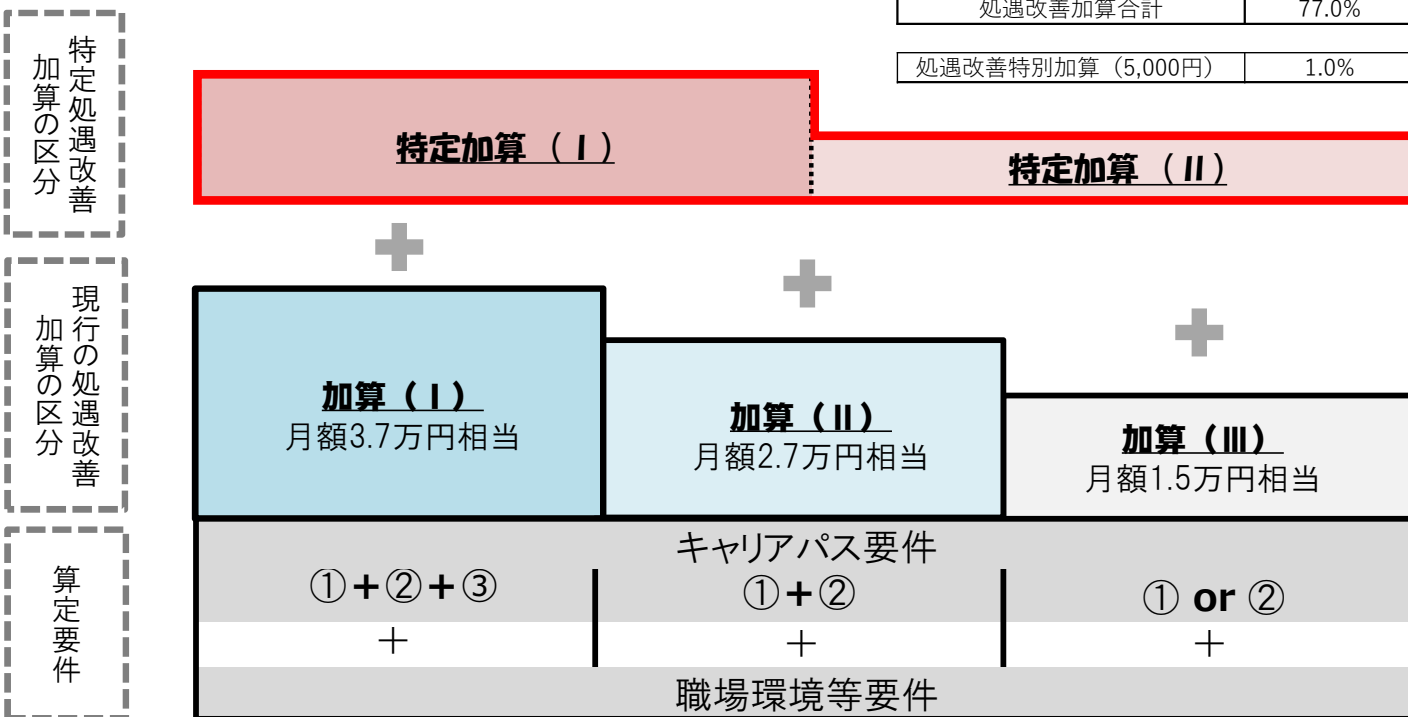 処遇改善加算合計 77.0%
処遇改善特別加算（5,000円） 1.0%
特定処遇改善
加算の区分
特定加算（Ⅰ）
特定加算（Ⅱ）
現行の処遇改善
加算の区分
加算（Ⅰ）
月額3.7万円相当
加算（Ⅱ）
月額2.7万円相当
加算（Ⅲ）
月額1.5万円相当
算定要件
キャリアパス要件
①+②+③
①+②
① or ②
＋
＋
＋
職場環境等要件